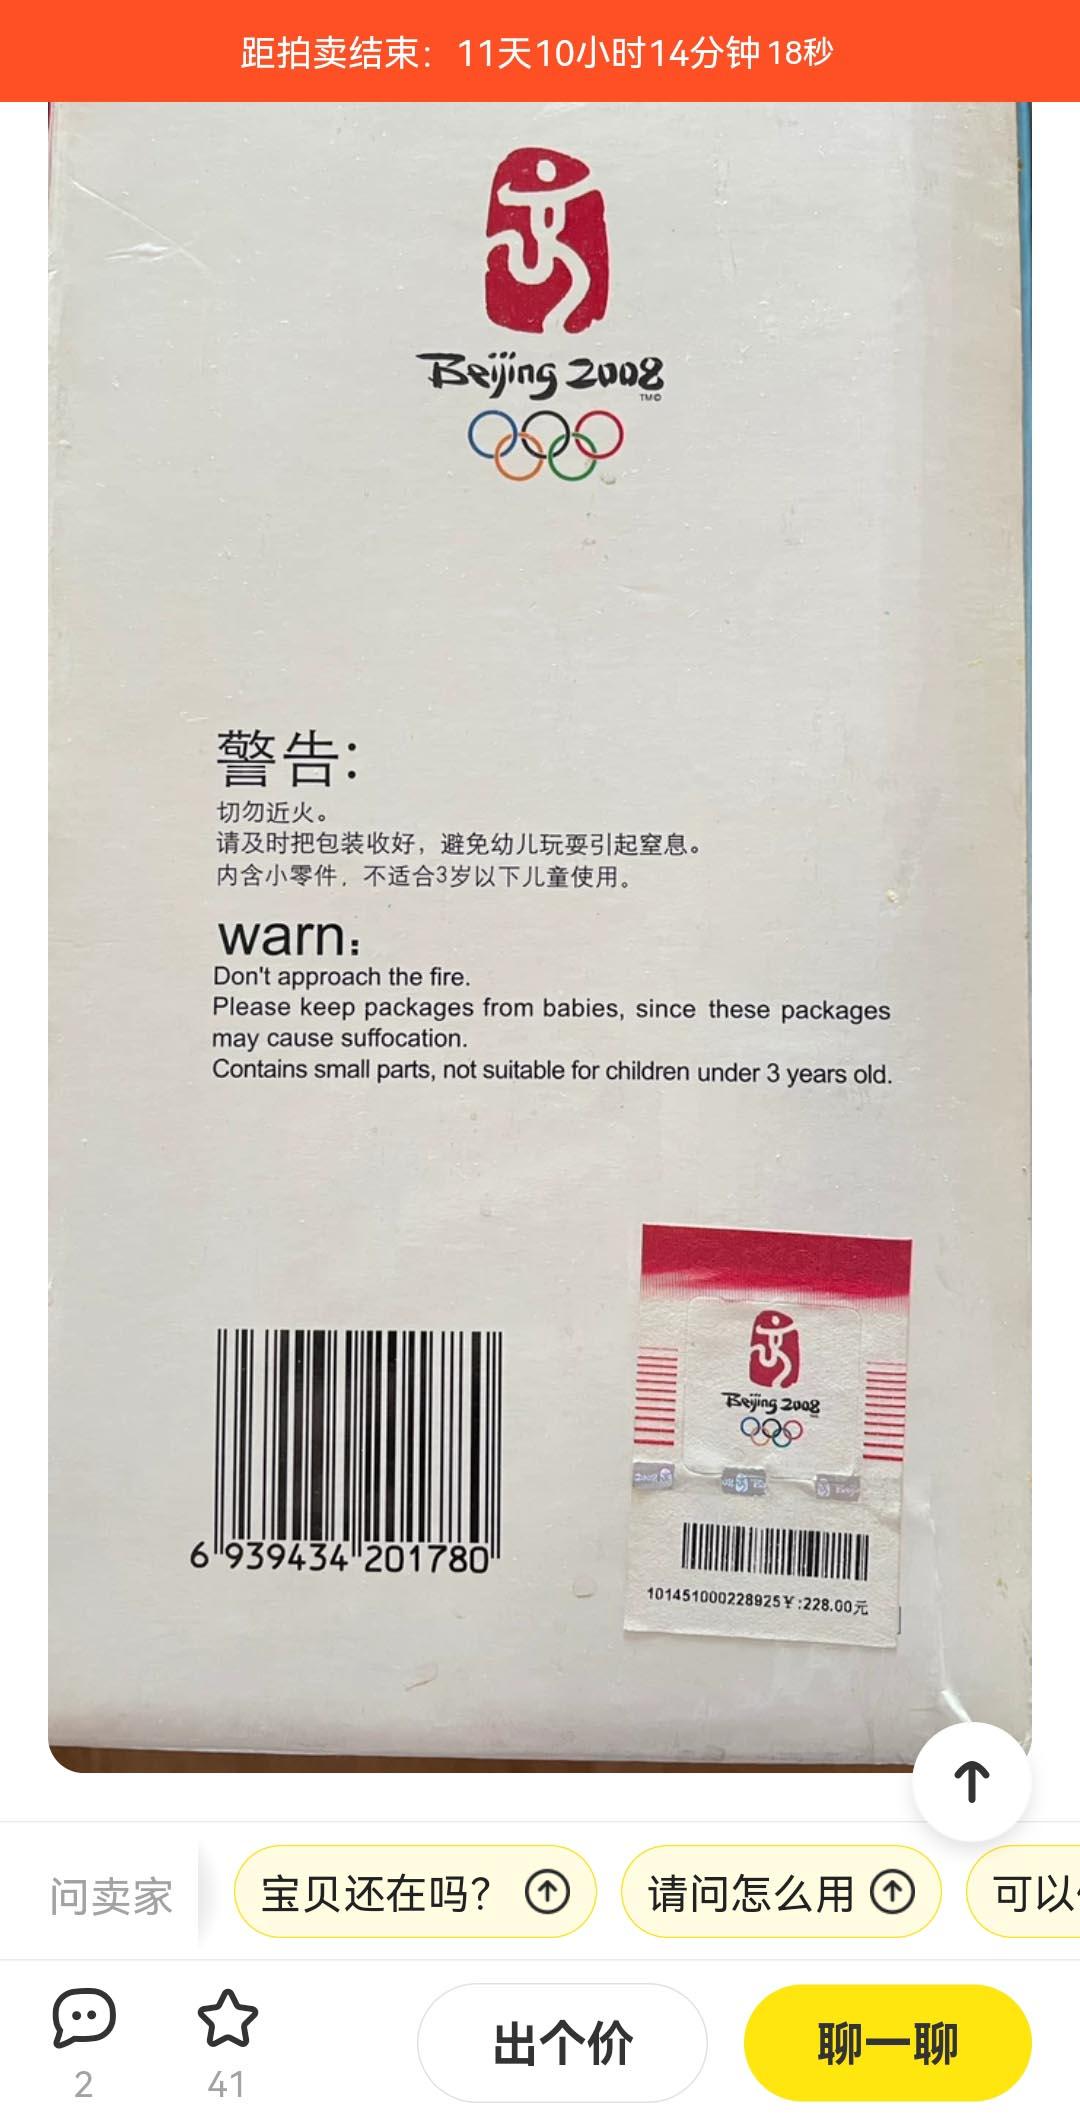 距拍卖结束：11天10小时14分钟18秒
Beijing 2008
TM©
警告：
切勿近火。
请及时把包装收好，避免幼儿玩耍引起窒息。
内含小零件，不适合3岁以下儿童使用。
warn：
Don't approach the fire.
Please keep packages from babies, since these packages
may cause suffocation.
Contains small parts, not suitable for children under 3 years old.
Beijing 2008
6 939434 201780
101451000228925￥:228.00元
问卖家
宝贝还在吗？
请问怎么用
可以
2
41
出个价
聊一聊